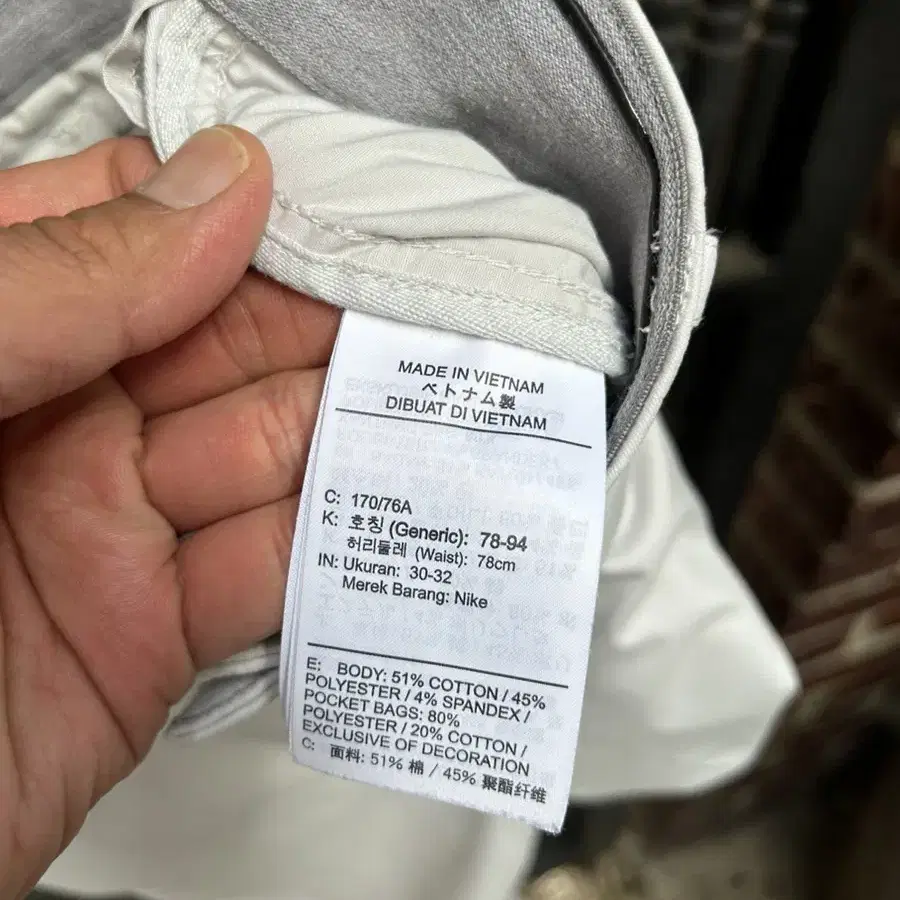 MADE IN VIETNAM
ベトナム製
DIBUAT DI VIETNAM
C: 170/76A
K: 호칭 (Generic): 78-94
허리둘레 (Waist): 78cm
IN: Ukuran: 30-32
Merek Barang: Nike
E: BODY: 51% COTTON / 45%
POLYESTER / 4% SPANDEX /
POCKET BAGS: 80%
POLYESTER / 20% COTTON /
EXCLUSIVE OF DECORATION
C: 面料: 51% 棉 / 45% 聚酯纤维